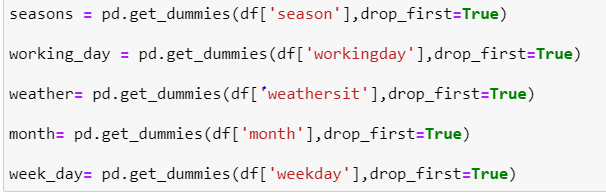 seasons = pd.get_dummies(df['season'],drop_first=True)
working_day = pd.get_dummies(df['workingday'],drop_first=True)
weather= pd.get_dummies(df['weathersit'],drop_first=True)
month= pd.get_dummies(df['month'],drop_first=True)
week_day= pd.get_dummies(df['weekday'],drop_first=True)